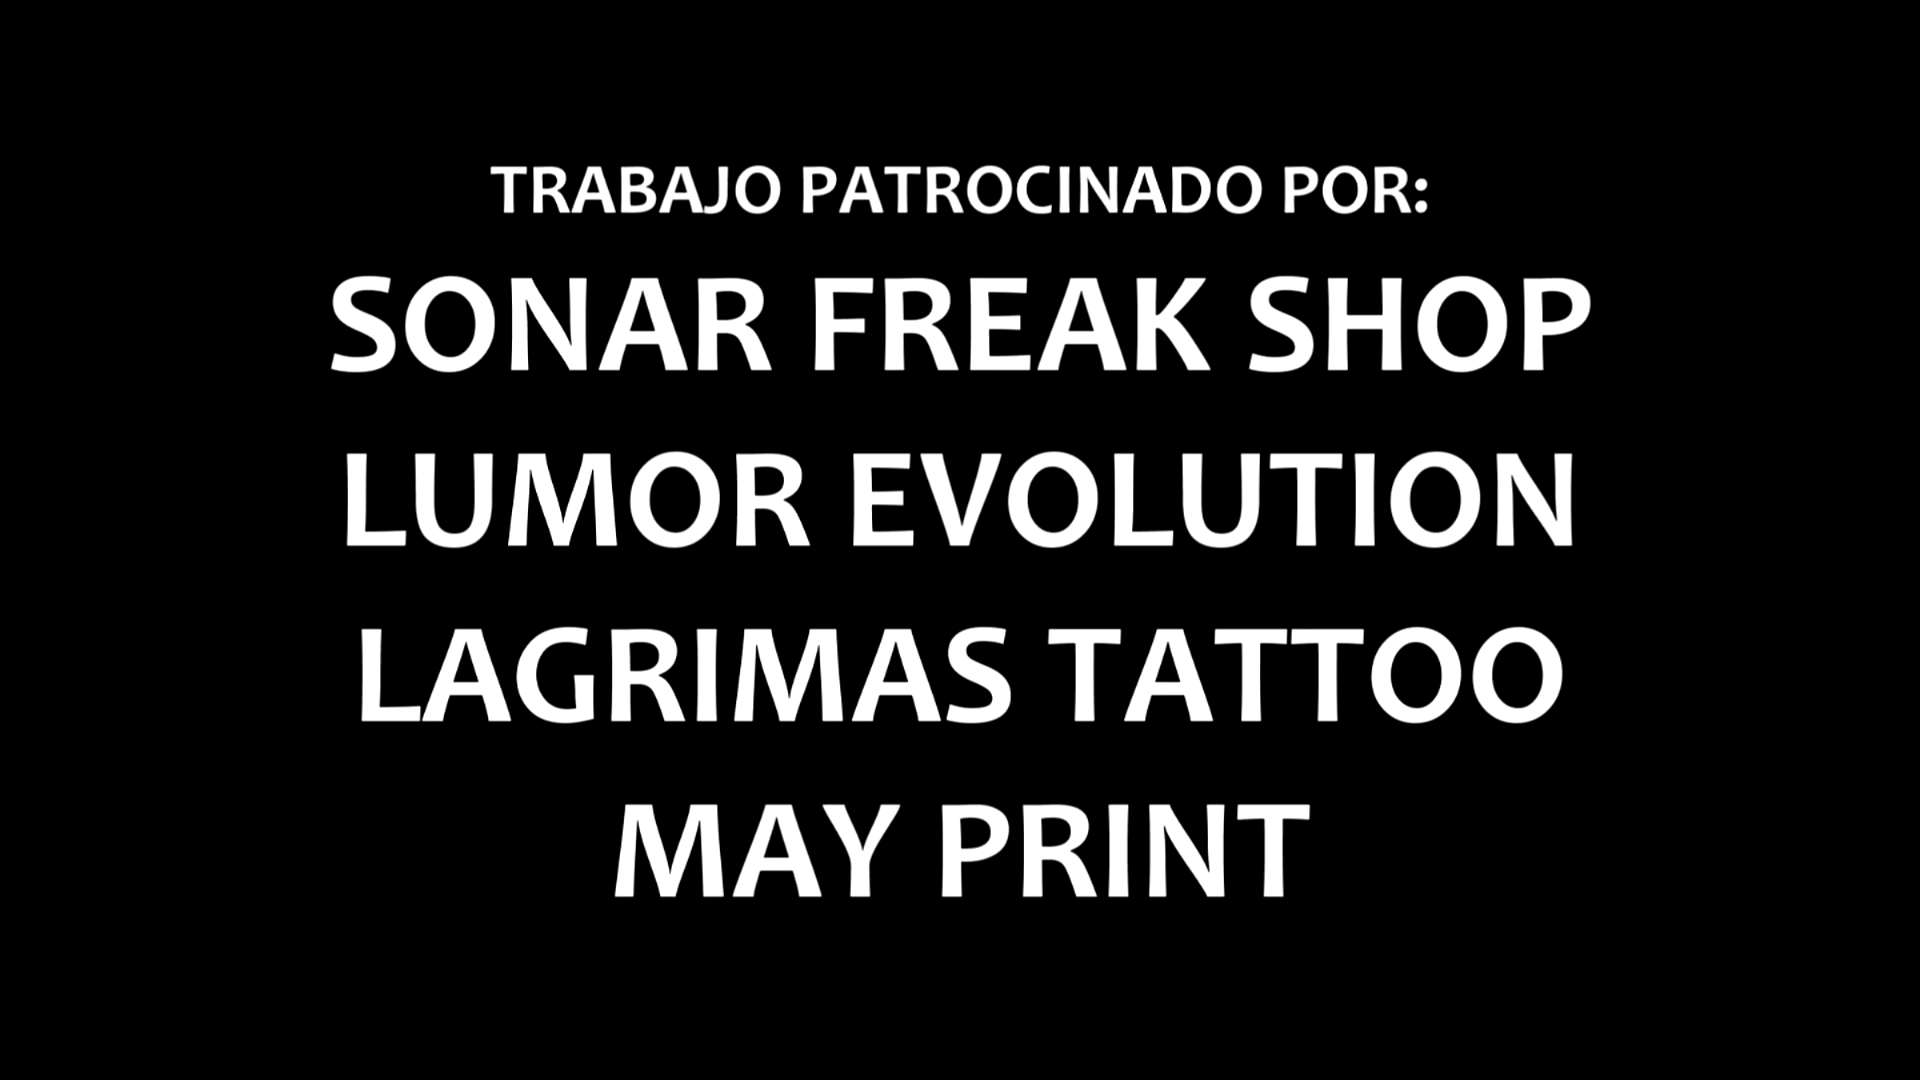 TRABAJO PATROCINADO POR:
SONAR FREAK SHOP
LUMOR EVOLUTION
LAGRIMAS TATTOO
MAY PRINT